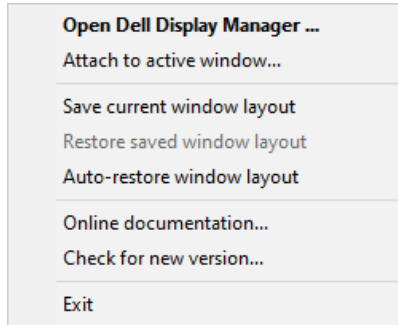 Open Dell Display Manager ...
Attach to active window...
Save current window layout
Restore saved window layout
Auto-restore window layout
Online documentation...
Check for new version...
Exit